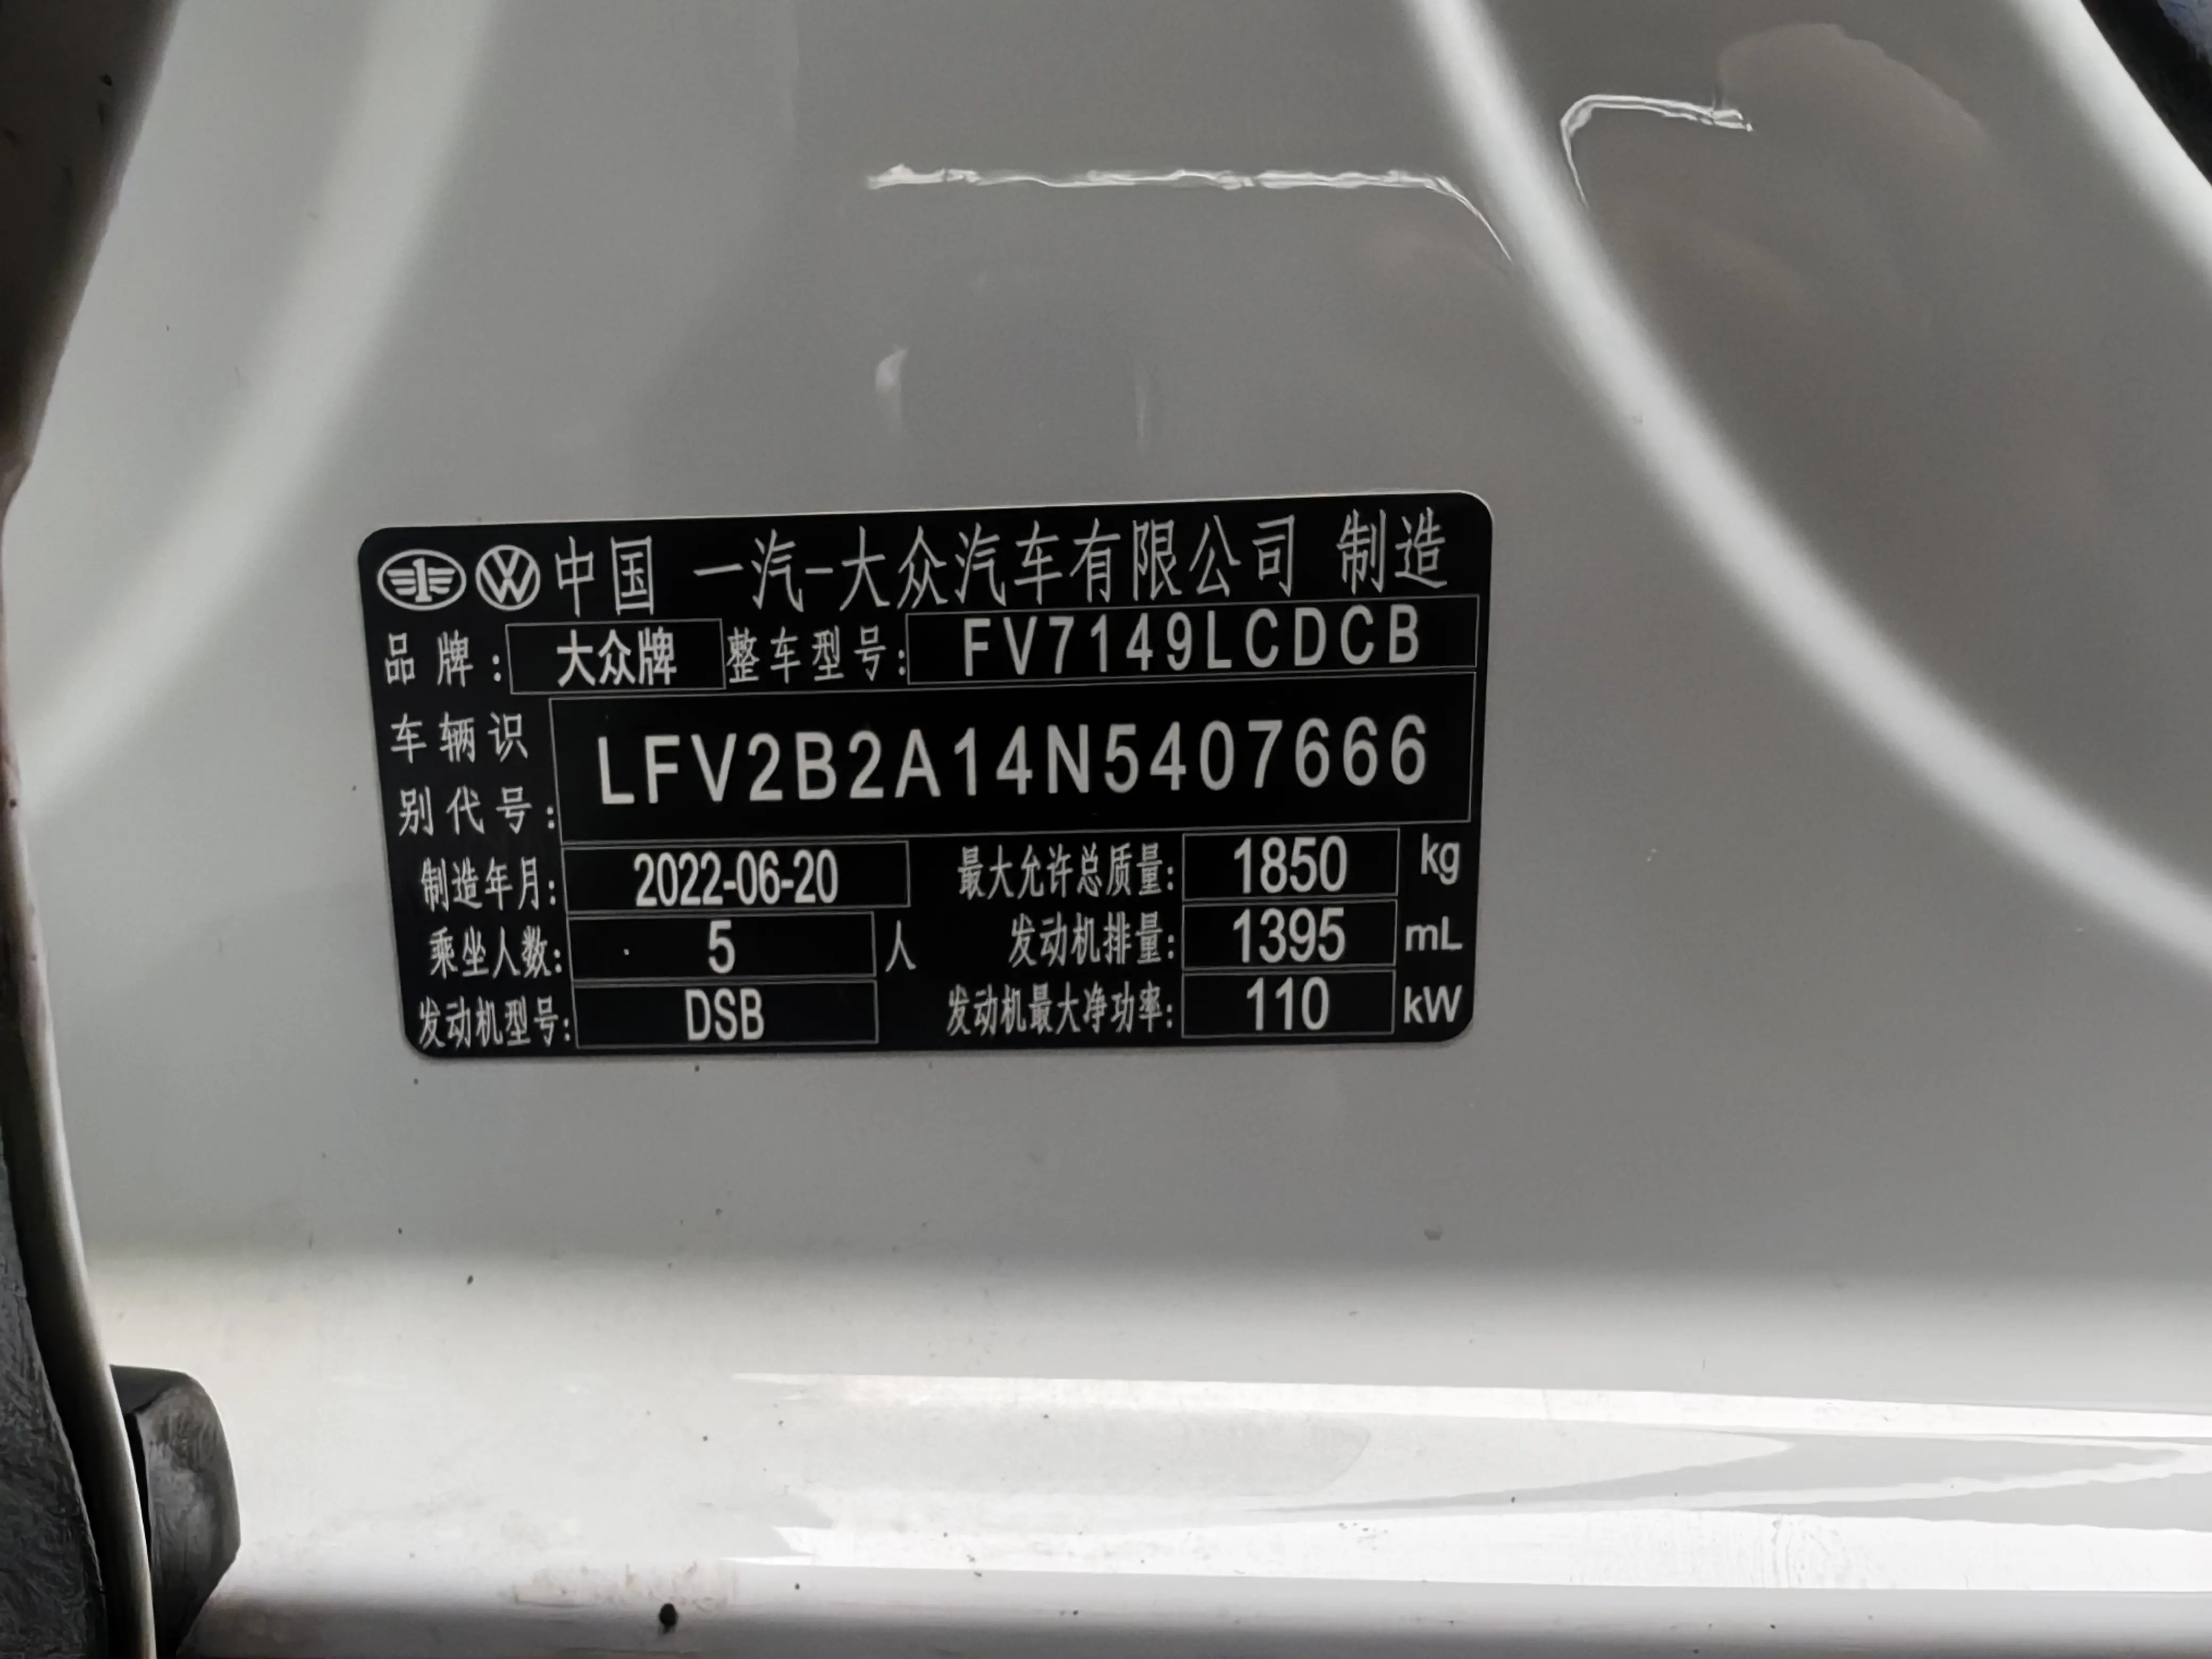 中国 一汽-大众汽车有限公司 制造
品牌: 大众牌 整车型号: FV7149LCDCB
车辆识别代号: LFV2B2A14N5407666
制造年月: 2022-06-20 最大允许总质量: 1850 kg
乘坐人数: 5 人 发动机排量: 1395 mL
发动机型号: DSB 发动机最大净功率: 110 kW